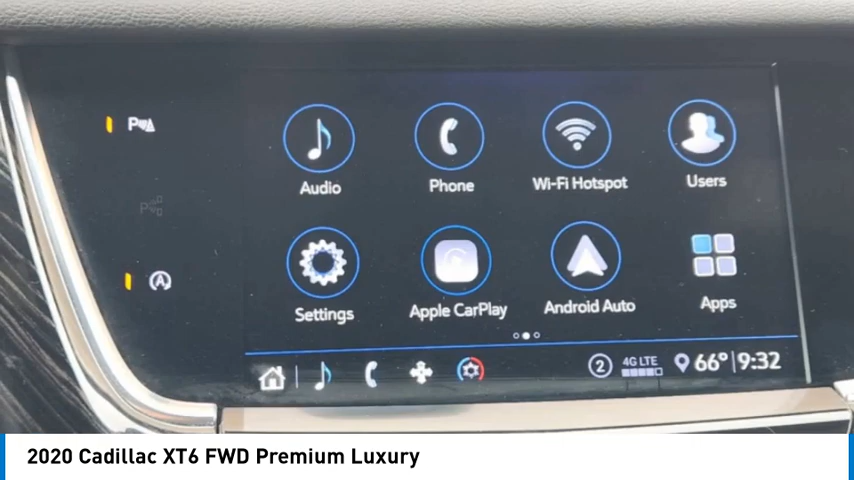 P
Audio
Phone
Wi-Fi Hotspot
Users
P
A
Settings
Apple CarPlay
Android Auto
Apps
2
4G LTE
66° 9:32
2020 Cadillac XT6 FWD Premium Luxury